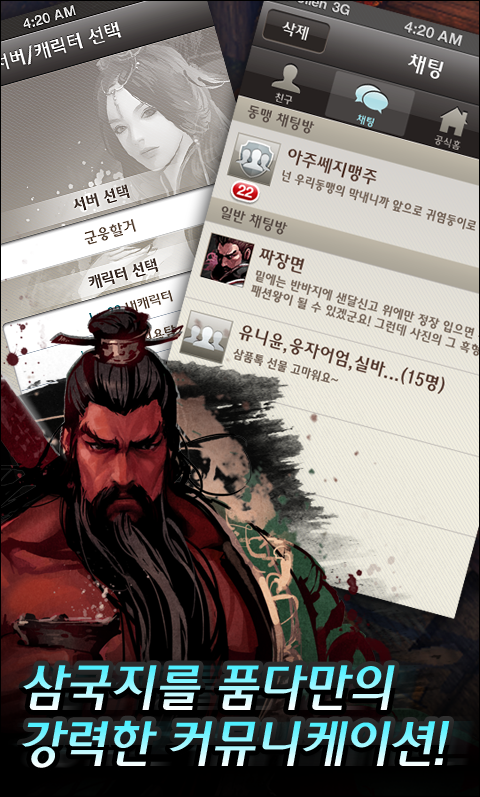 4:20 AM
서버/캐릭터 선택
서버 선택
군웅할거
캐릭터 선택
3G
4:20 AM
삭제
채팅
친구
채팅
공식홈
동맹 채팅방
아주쎄지맹주
넌 우리동맹의 막내니까 앞으로 귀염둥이로
22
일반 채팅방
짜장면
밑에는 반바지에 샌달신고 위에만 정장 입으면
패션왕이 될 수 있겠군요! 그런데 사진의 그 흑형
유니윤,웅자어엄,실바...(15명)
삼품톡 선물 고마워요~
삼국지를 품다만의
강력한 커뮤니케이션!